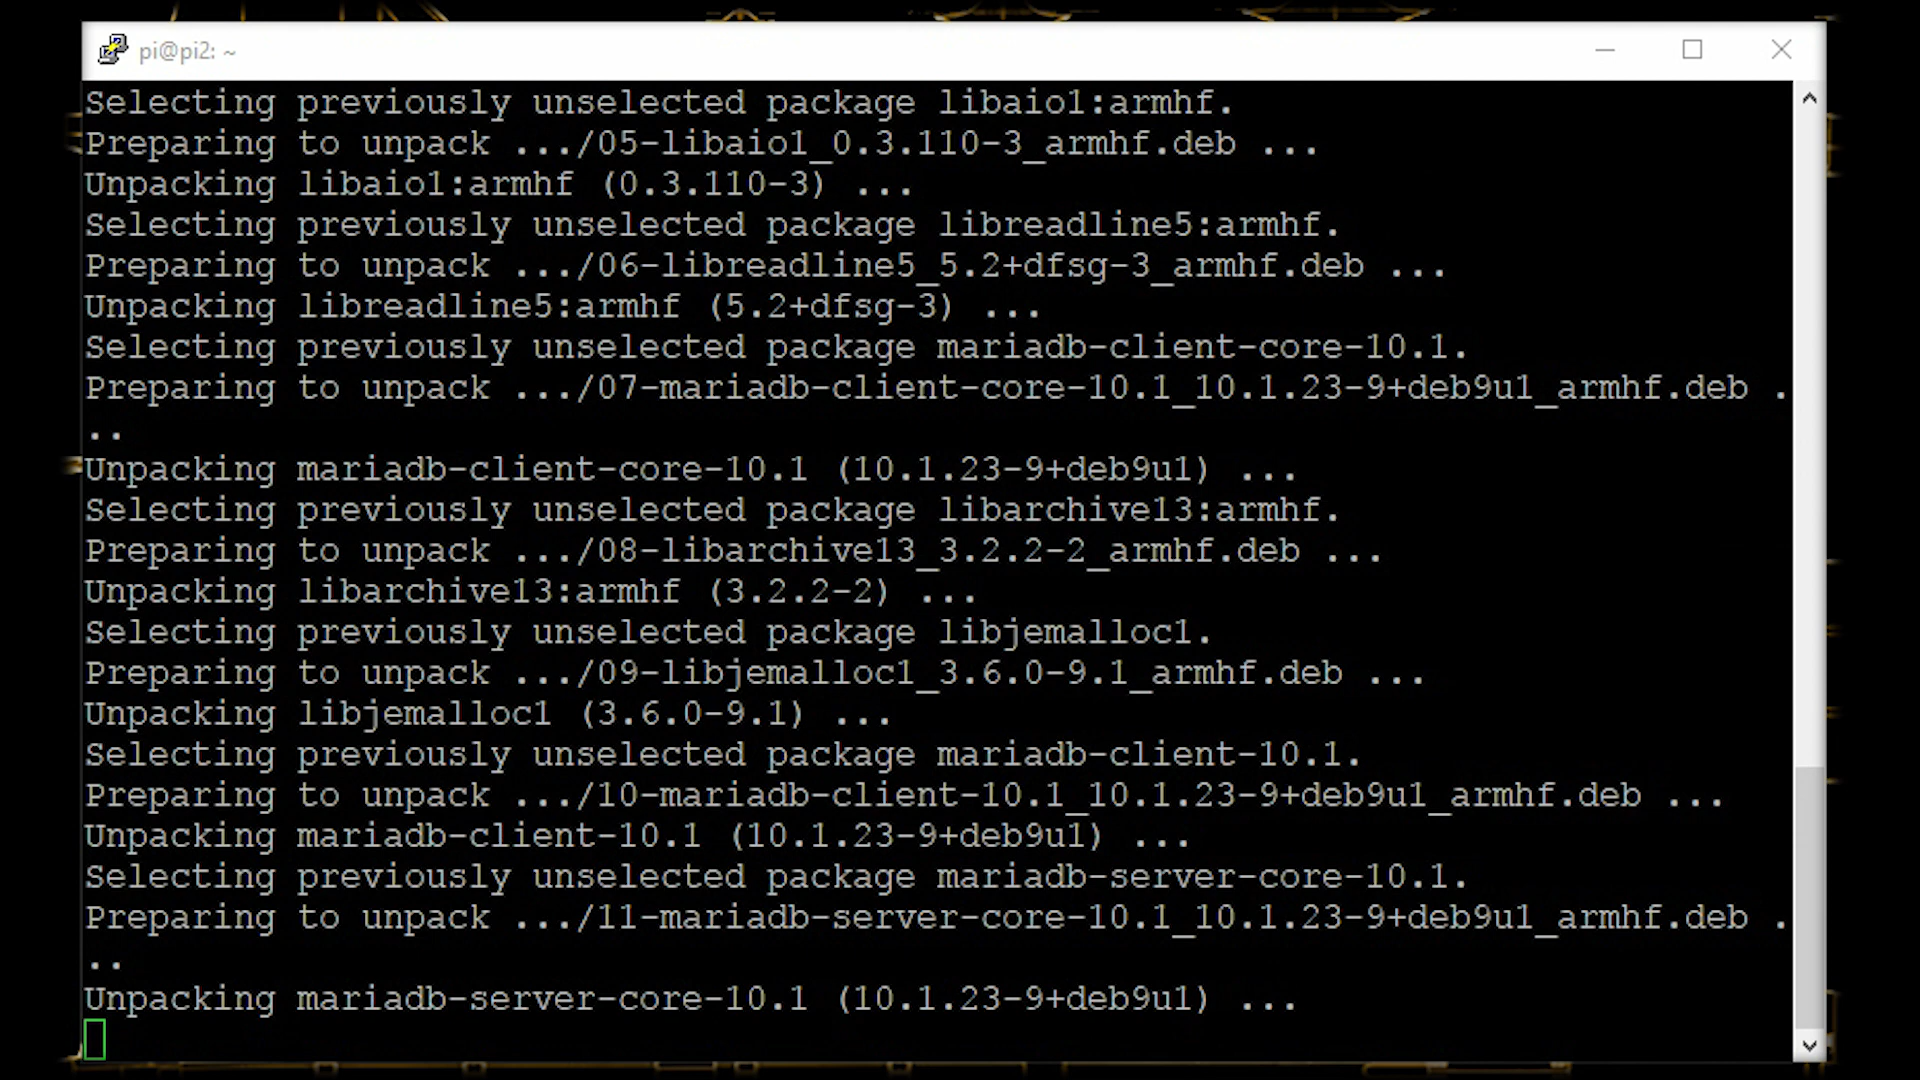 pi@pi2: ~
Selecting previously unselected package libaio1:armhf.
Preparing to unpack .../05-libaio1_0.3.110-3_armhf.deb ...
Unpacking libaio1:armhf (0.3.110-3) ...
Selecting previously unselected package libreadline5:armhf.
Preparing to unpack .../06-libreadline5_5.2+dfsg-3_armhf.deb ...
Unpacking libreadline5:armhf (5.2+dfsg-3) ...
Selecting previously unselected package mariadb-client-core-10.1.
Preparing to unpack .../07-mariadb-client-core-10.1_10.1.23-9+deb9u1_armhf.deb .
..
Unpacking mariadb-client-core-10.1 (10.1.23-9+deb9u1) ...
Selecting previously unselected package libarchive13:armhf.
Preparing to unpack .../08-libarchive13_3.2.2-2_armhf.deb ...
Unpacking libarchive13:armhf (3.2.2-2) ...
Selecting previously unselected package libjemalloc1.
Preparing to unpack .../09-libjemalloc1_3.6.0-9.1_armhf.deb ...
Unpacking libjemalloc1 (3.6.0-9.1) ...
Selecting previously unselected package mariadb-client-10.1.
Preparing to unpack .../10-mariadb-client-10.1_10.1.23-9+deb9u1_armhf.deb ...
Unpacking mariadb-client-10.1 (10.1.23-9+deb9u1) ...
Selecting previously unselected package mariadb-server-core-10.1.
Preparing to unpack .../11-mariadb-server-core-10.1_10.1.23-9+deb9u1_armhf.deb .
..
Unpacking mariadb-server-core-10.1 (10.1.23-9+deb9u1) ...